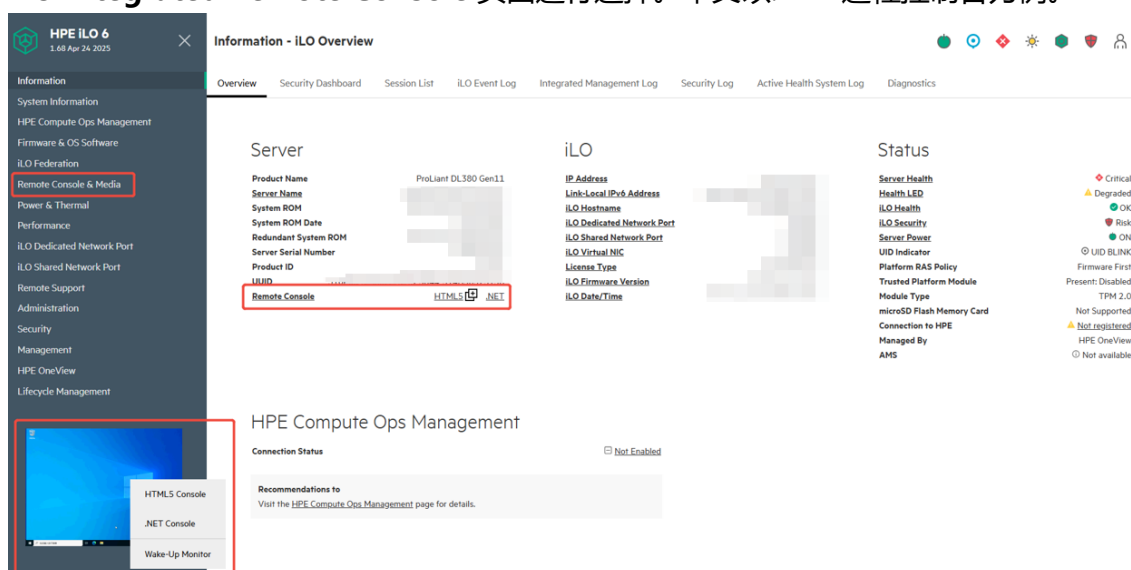 HPE iLO 6
1.68 Apr 24 2025
Information - iLO Overview
Information
System Information
HPE Compute Ops Management
Firmware & OS Software
iLO Federation
Remote Console & Media
Power & Thermal
Performance
iLO Dedicated Network Port
iLO Shared Network Port
Remote Support
Administration
Security
Management
HPE OneView
Lifecycle Management
Overview Security Dashboard Session List iLO Event Log Integrated Management Log Security Log Active Health System Log Diagnostics
Server
Product Name ProLiant DL380 Gen11
Server Name
System ROM
System ROM Date
Redundant System ROM
Server Serial Number
Product ID
UUID
Remote Console HTML5 .NET
iLO
IP Address
Link-Local IPv6 Address
iLO Hostname
iLO Dedicated Network Port
iLO Shared Network Port
iLO Virtual NIC
License Type
iLO Firmware Version
iLO Date/Time
Status
Server Health Critical
Health LED Degraded
iLO Health OK
iLO Security Risk
Server Power ON
UID Indicator UID BLINK
Platform RAS Policy Firmware First
Trusted Platform Module Present: Disabled
Module Type TPM 2.0
microSD Flash Memory Card Not Supported
Connection to HPE Not registered
Managed By HPE OneView
AMS Not available
HPE Compute Ops Management
Connection Status Not Enabled
Recommendations to
Visit the HPE Compute Ops Management page for details.
HTML5 Console
.NET Console
Wake-Up Monitor